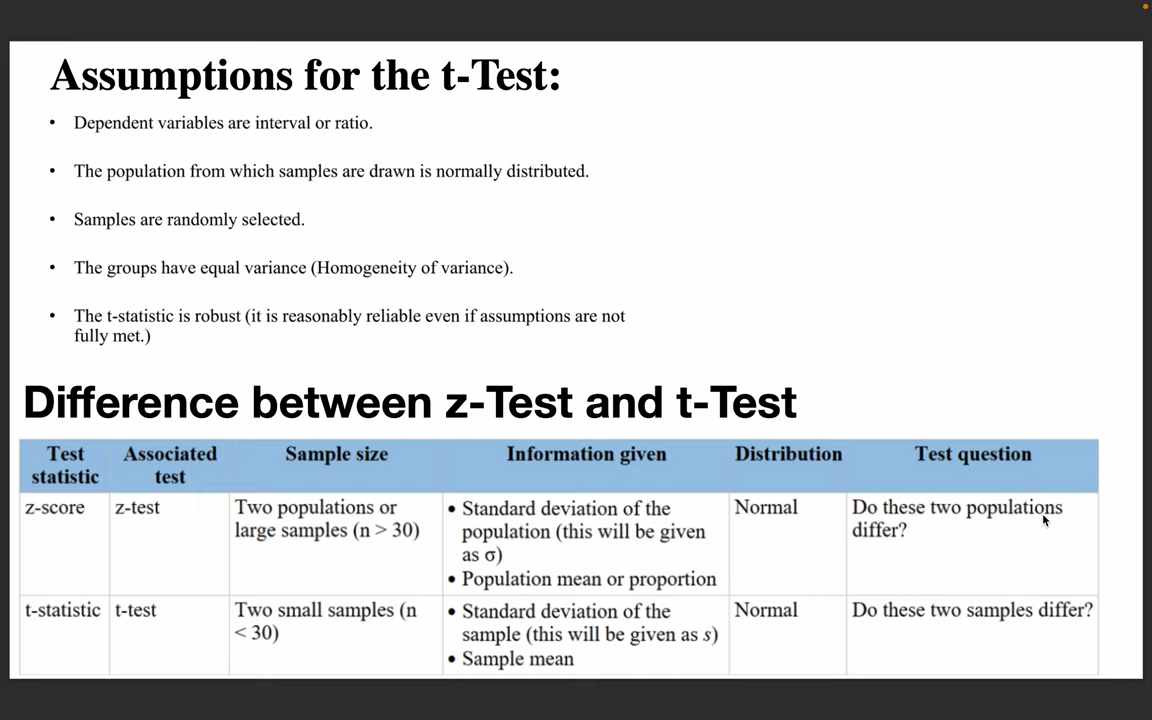 Assumptions for the t-Test:
• Dependent variables are interval or ratio.
• The population from which samples are drawn is normally distributed.
• Samples are randomly selected.
• The groups have equal variance (Homogeneity of variance).
• The t-statistic is robust (it is reasonably reliable even if assumptions are not
fully met.)
Difference between z-Test and t-Test
Test
statistic
Associated
test
Sample size
Information given
Distribution
Test question
z-score
z-test
Two populations or
large samples (n > 30)
• Standard deviation of the
population (this will be given
as σ)
• Population mean or proportion
Normal
Do these two populations
differ?
t-statistic
t-test
Two small samples (n
< 30)
• Standard deviation of the
sample (this will be given as s)
• Sample mean
Normal
Do these two samples differ?